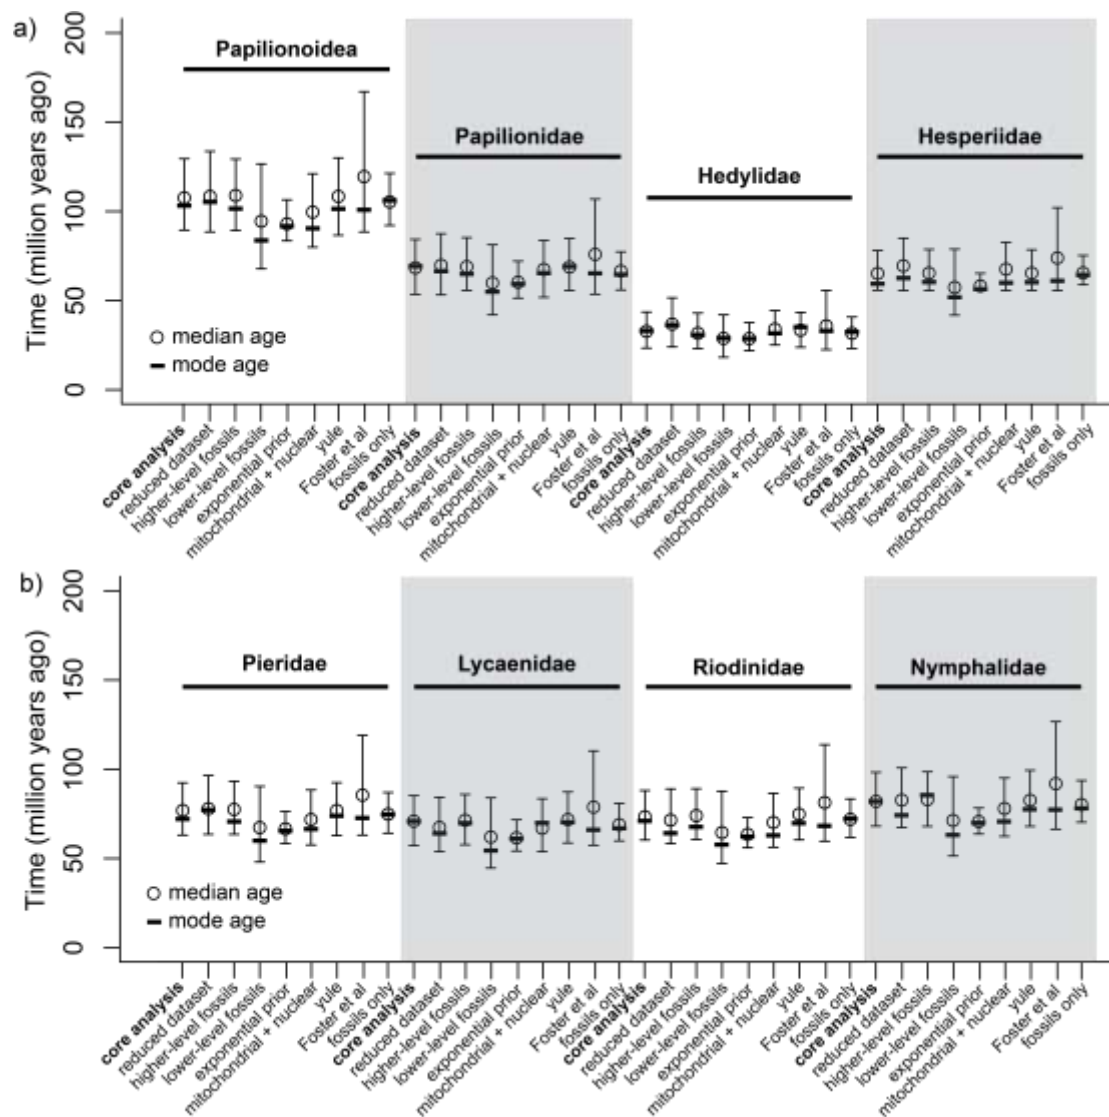 a)
Time (million years ago)
200
150
100
50
0
Papilionoidea
Papilionidae
Hedylidae
Hesperiidae
median age
mode age
core analysis
reduced dataset
higher-level fossils
lower-level fossils
exponential prior
mitochondrial + nuclear
yule
Foster et al
fossils only
core analysis
reduced dataset
higher-level fossils
lower-level fossils
exponential prior
mitochondrial + nuclear
yule
Foster et al
fossils only
core analysis
reduced dataset
higher-level fossils
lower-level fossils
exponential prior
mitochondrial + nuclear
yule
Foster et al
fossils only
core analysis
reduced dataset
higher-level fossils
lower-level fossils
exponential prior
mitochondrial + nuclear
yule
Foster et al
fossils only
b)
Time (million years ago)
200
150
100
50
0
Pieridae
Lycaenidae
Riodinidae
Nymphalidae
median age
mode age
core analysis
reduced dataset
higher-level fossils
lower-level fossils
exponential prior
mitochondrial + nuclear
yule
Foster et al
fossils only
core analysis
reduced dataset
higher-level fossils
lower-level fossils
exponential prior
mitochondrial + nuclear
yule
Foster et al
fossils only
core analysis
reduced dataset
higher-level fossils
lower-level fossils
exponential prior
mitochondrial + nuclear
yule
Foster et al
fossils only
core analysis
reduced dataset
higher-level fossils
lower-level fossils
exponential prior
mitochondrial + nuclear
yule
Foster et al
fossils only